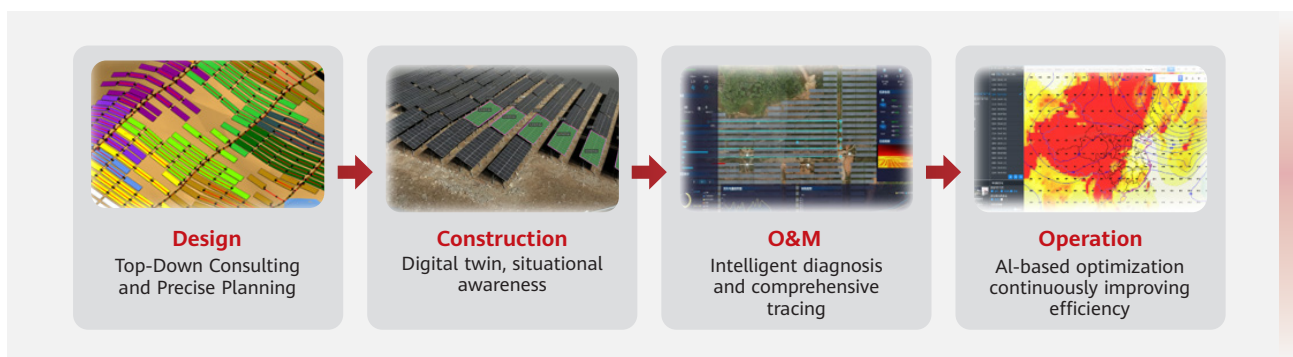 Design
Top-Down Consulting
and Precise Planning
Construction
Digital twin, situational
awareness
O&M
Intelligent diagnosis
and comprehensive
tracing
Operation
AI-based optimization
continuously improving
efficiency